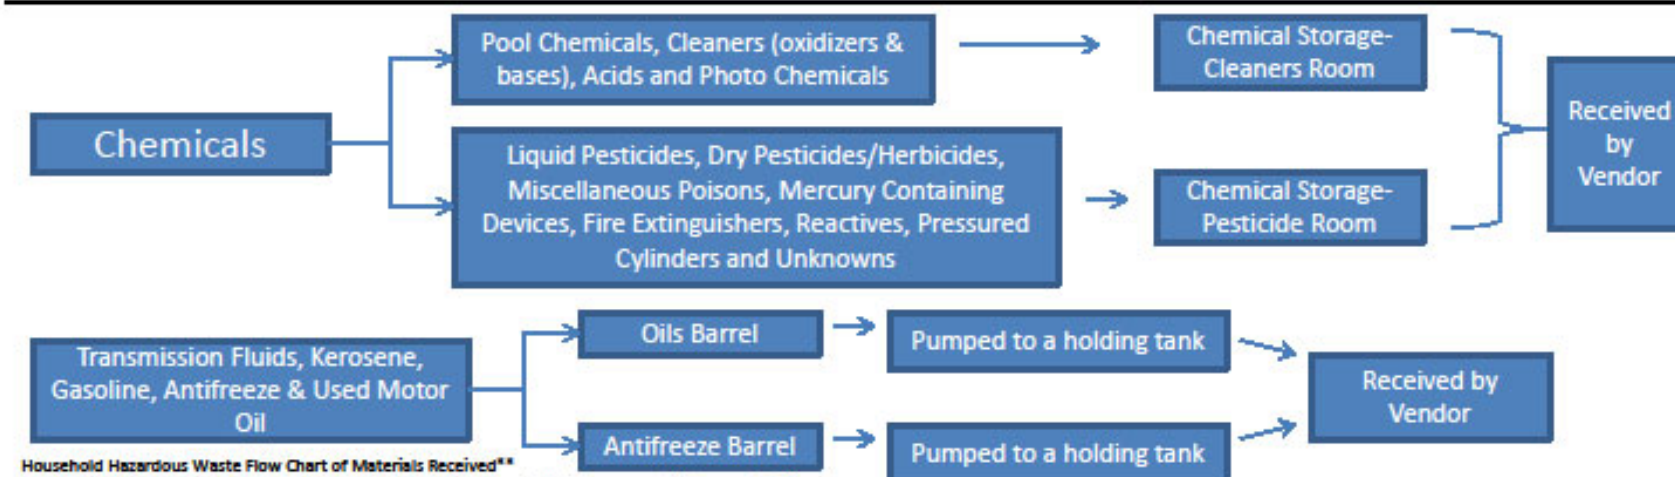 Pool Chemicals, Cleaners (oxidizers &
bases), Acids and Photo Chemicals
Chemical Storage-
Cleaners Room
Chemicals
Received
by
Vendor
Liquid Pesticides, Dry Pesticides/Herbicides,
Miscellaneous Poisons, Mercury Containing
Devices, Fire Extinguishers, Reactives, Pressured
Cylinders and Unknowns
Chemical Storage-
Pesticide Room
Transmission Fluids, Kerosene,
Gasoline, Antifreeze & Used Motor
Oil
Oils Barrel
Pumped to a holding tank
Received by
Vendor
Antifreeze Barrel
Pumped to a holding tank
Household Hazardous Waste Flow Chart of Materials Received**